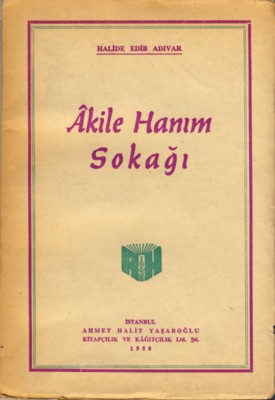 HALİDE EDİB ADIVAR
Âkile Hanım
Sokağı
İSTANBUL
AHMET HALİT YAŞAROĞLU
KİTAPÇILIK VE KÂĞITÇILIK Ltd. Şti.
1958